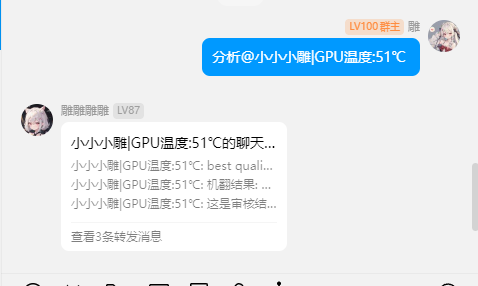 LV100 群主 雕
分析@小小小雕|GPU温度:51℃
雕雕雕雕 LV87
小小小雕|GPU温度:51℃的聊天...
小小小雕|GPU温度:51℃: best quali...
小小小雕|GPU温度:51℃: 机翻结果: ...
小小小雕|GPU温度:51℃: 这是审核结...
查看3条转发消息